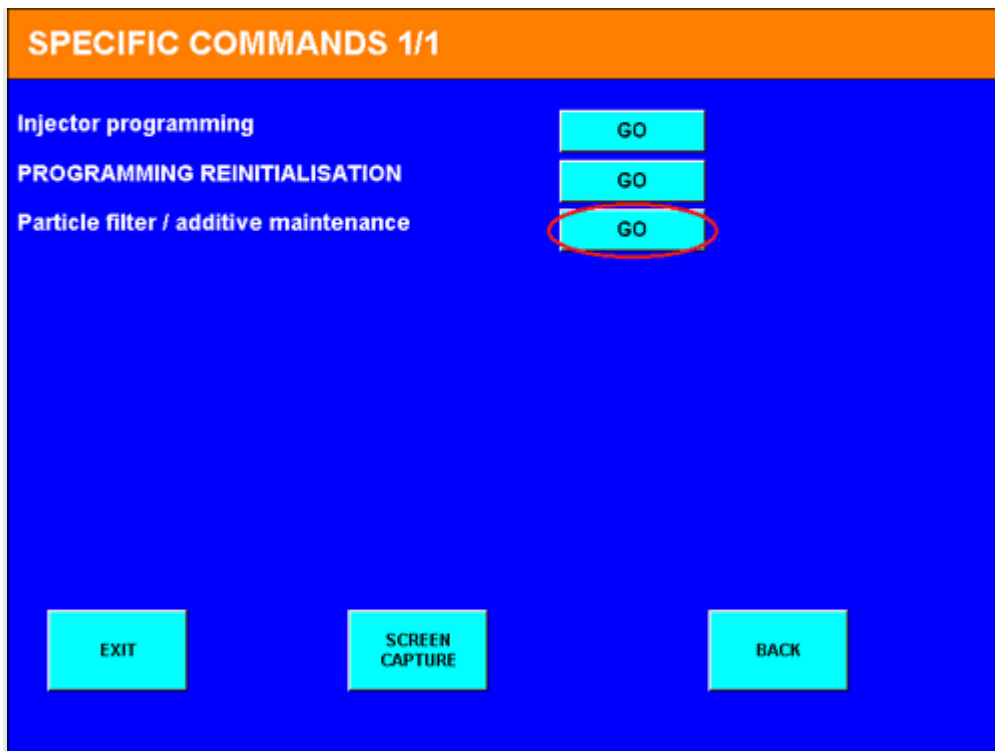 SPECIFIC COMMANDS 1/1
Injector programming GO
PROGRAMMING REINITIALISATION GO
Particle filter / additive maintenance GO
EXIT
SCREEN
CAPTURE
BACK